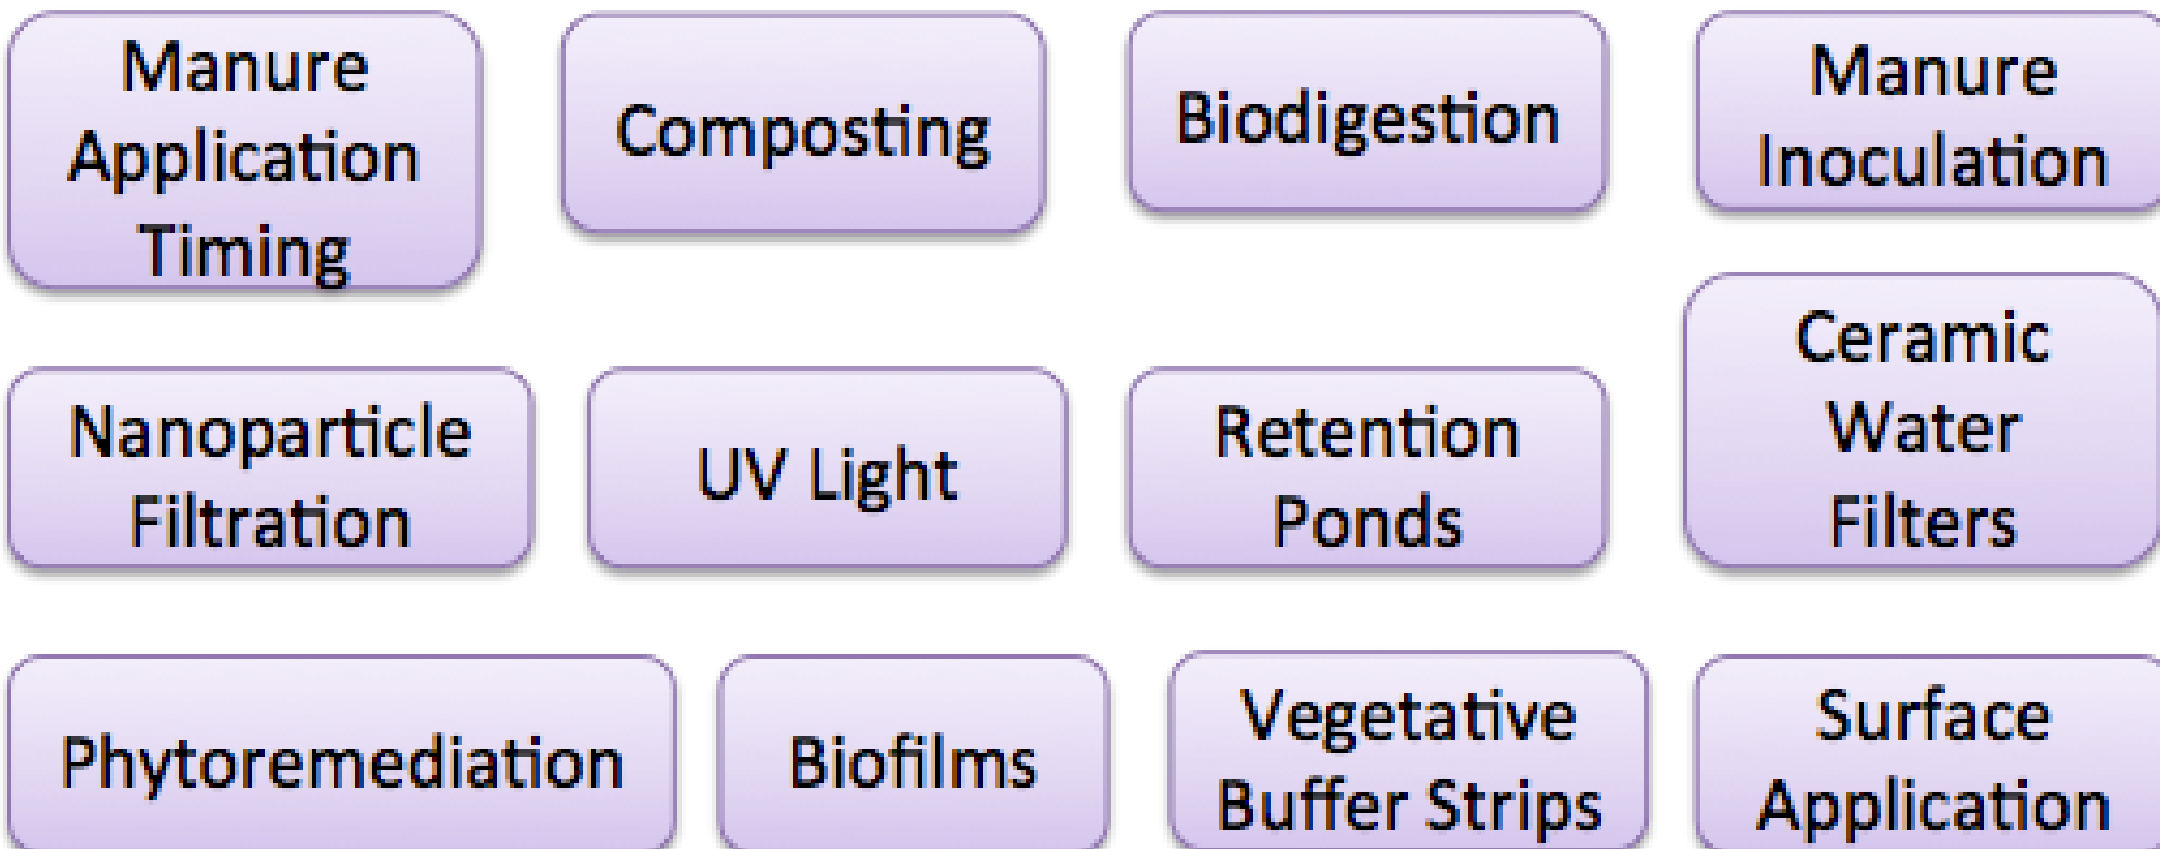 Manure
Application
Timing
Composting
Biodigestion
Manure
Inoculation
Nanoparticle
Filtration
UV Light
Retention
Ponds
Ceramic
Water
Filters
Phytoremediation
Biofilms
Vegetative
Buffer Strips
Surface
Application